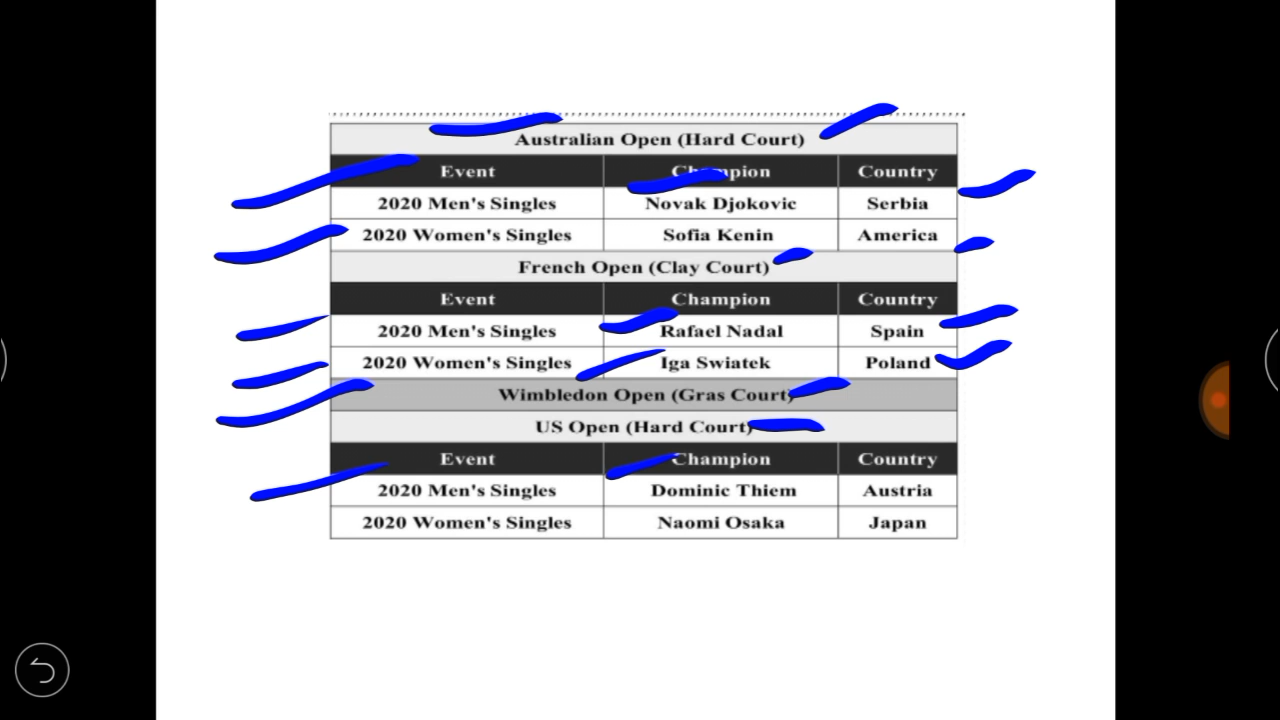 Australian Open (Hard Court)
Event Champion Country
2020 Men's Singles Novak Djokovic Serbia
2020 Women's Singles Sofia Kenin America
French Open (Clay Court)
Event Champion Country
2020 Men's Singles Rafael Nadal Spain
2020 Women's Singles Iga Swiatek Poland
Wimbledon Open (Gras Court)
US Open (Hard Court)
Event Champion Country
2020 Men's Singles Dominic Thiem Austria
2020 Women's Singles Naomi Osaka Japan